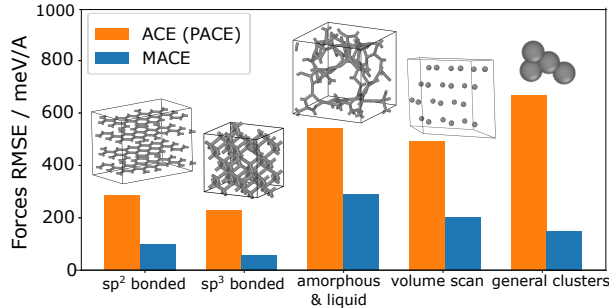 1000
800
600
400
200
0
Forces RMSE / meV/A
ACE (PACE)
MACE
sp² bonded
sp³ bonded
amorphous
& liquid
volume scan
general clusters